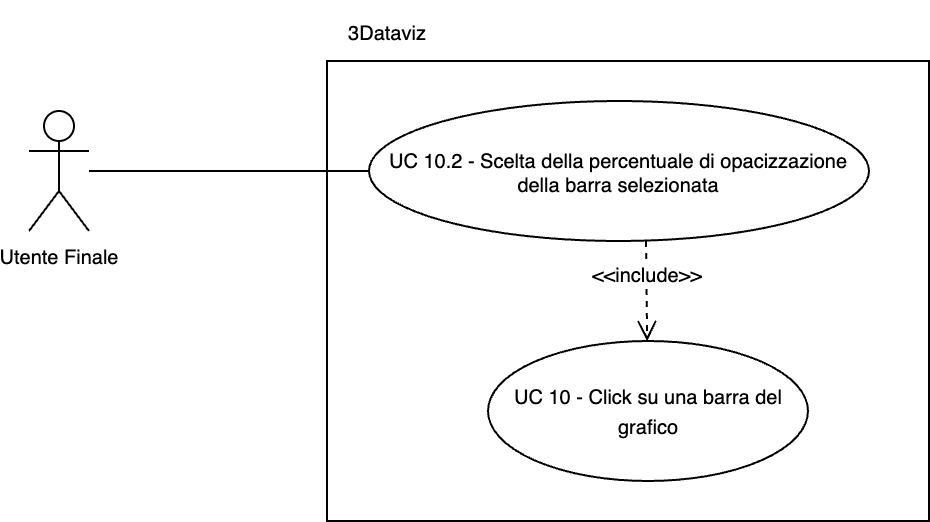 3Dataviz
UC 10.2 - Scelta della percentuale di opacizzazione
della barra selezionata
Utente Finale
<<include>>
UC 10 - Click su una barra del
grafico